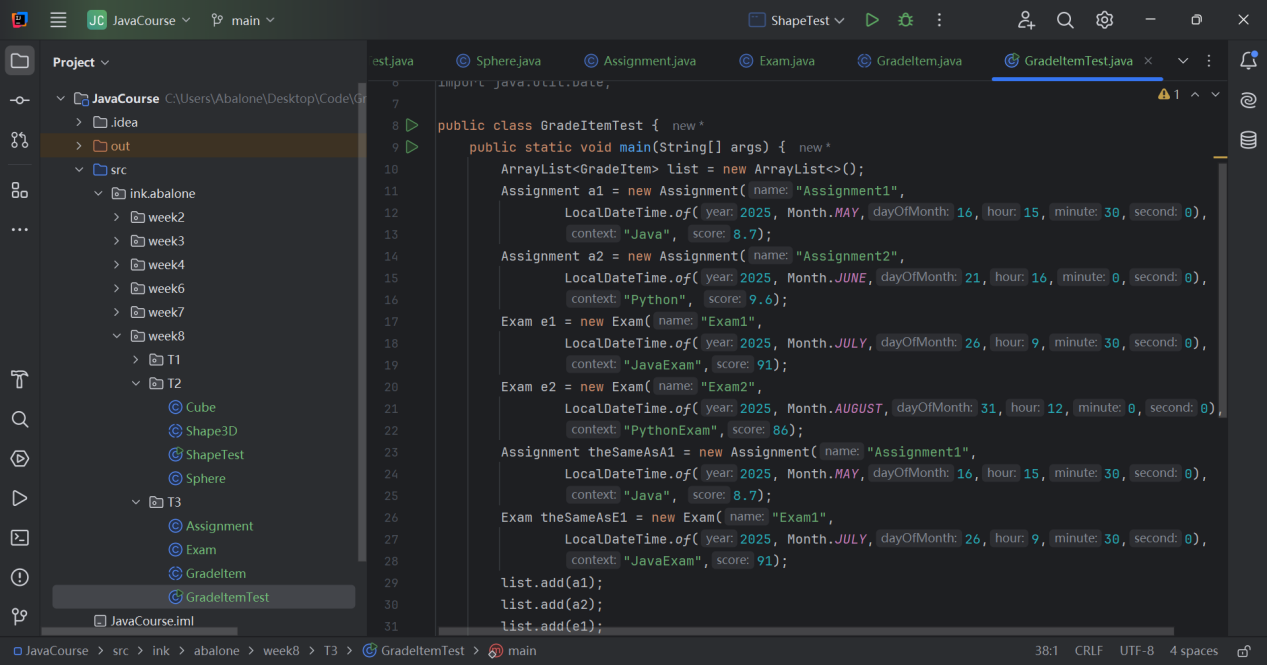 JC JavaCourse main ShapeTest
Project
est.java Sphere.java Assignment.java Exam.java GradeItem.java GradeItemTest.java
JavaCourse C:\Users\Abalone\Desktop\Code\Gr
.idea
out
src
ink.abalone
week2
week3
week4
week6
week7
week8
T1
T2
Cube
Shape3D
ShapeTest
Sphere
T3
Assignment
Exam
GradeItem
GradeItemTest
JavaCourse.iml
1
6 import java.util.Date;
7
8 public class GradeItemTest { new *
9 public static void main(String[] args) { new *
10 ArrayList<GradeItem> list = new ArrayList<>();
11 Assignment a1 = new Assignment( name: "Assignment1",
12 LocalDateTime.of( year: 2025, Month.MAY, dayOfMonth: 16, hour: 15, minute: 30, second: 0),
13 context: "Java", score: 8.7);
14 Assignment a2 = new Assignment( name: "Assignment2",
15 LocalDateTime.of( year: 2025, Month.JUNE, dayOfMonth: 21, hour: 16, minute: 0, second: 0),
16 context: "Python", score: 9.6);
17 Exam e1 = new Exam( name: "Exam1",
18 LocalDateTime.of( year: 2025, Month.JULY, dayOfMonth: 26, hour: 9, minute: 30, second: 0),
19 context: "JavaExam", score: 91);
20 Exam e2 = new Exam( name: "Exam2",
21 LocalDateTime.of( year: 2025, Month.AUGUST, dayOfMonth: 31, hour: 12, minute: 0, second: 0),
22 context: "PythonExam", score: 86);
23 Assignment theSameAsA1 = new Assignment( name: "Assignment1",
24 LocalDateTime.of( year: 2025, Month.MAY, dayOfMonth: 16, hour: 15, minute: 30, second: 0),
25 context: "Java", score: 8.7);
26 Exam theSameAsE1 = new Exam( name: "Exam1",
27 LocalDateTime.of( year: 2025, Month.JULY, dayOfMonth: 26, hour: 9, minute: 30, second: 0),
28 context: "JavaExam", score: 91);
29 list.add(a1);
30 list.add(a2);
31 list.add(e1);
JavaCourse > src > ink > abalone > week8 > T3 > GradeItemTest > main 38:1 CRLF UTF-8 4 spaces